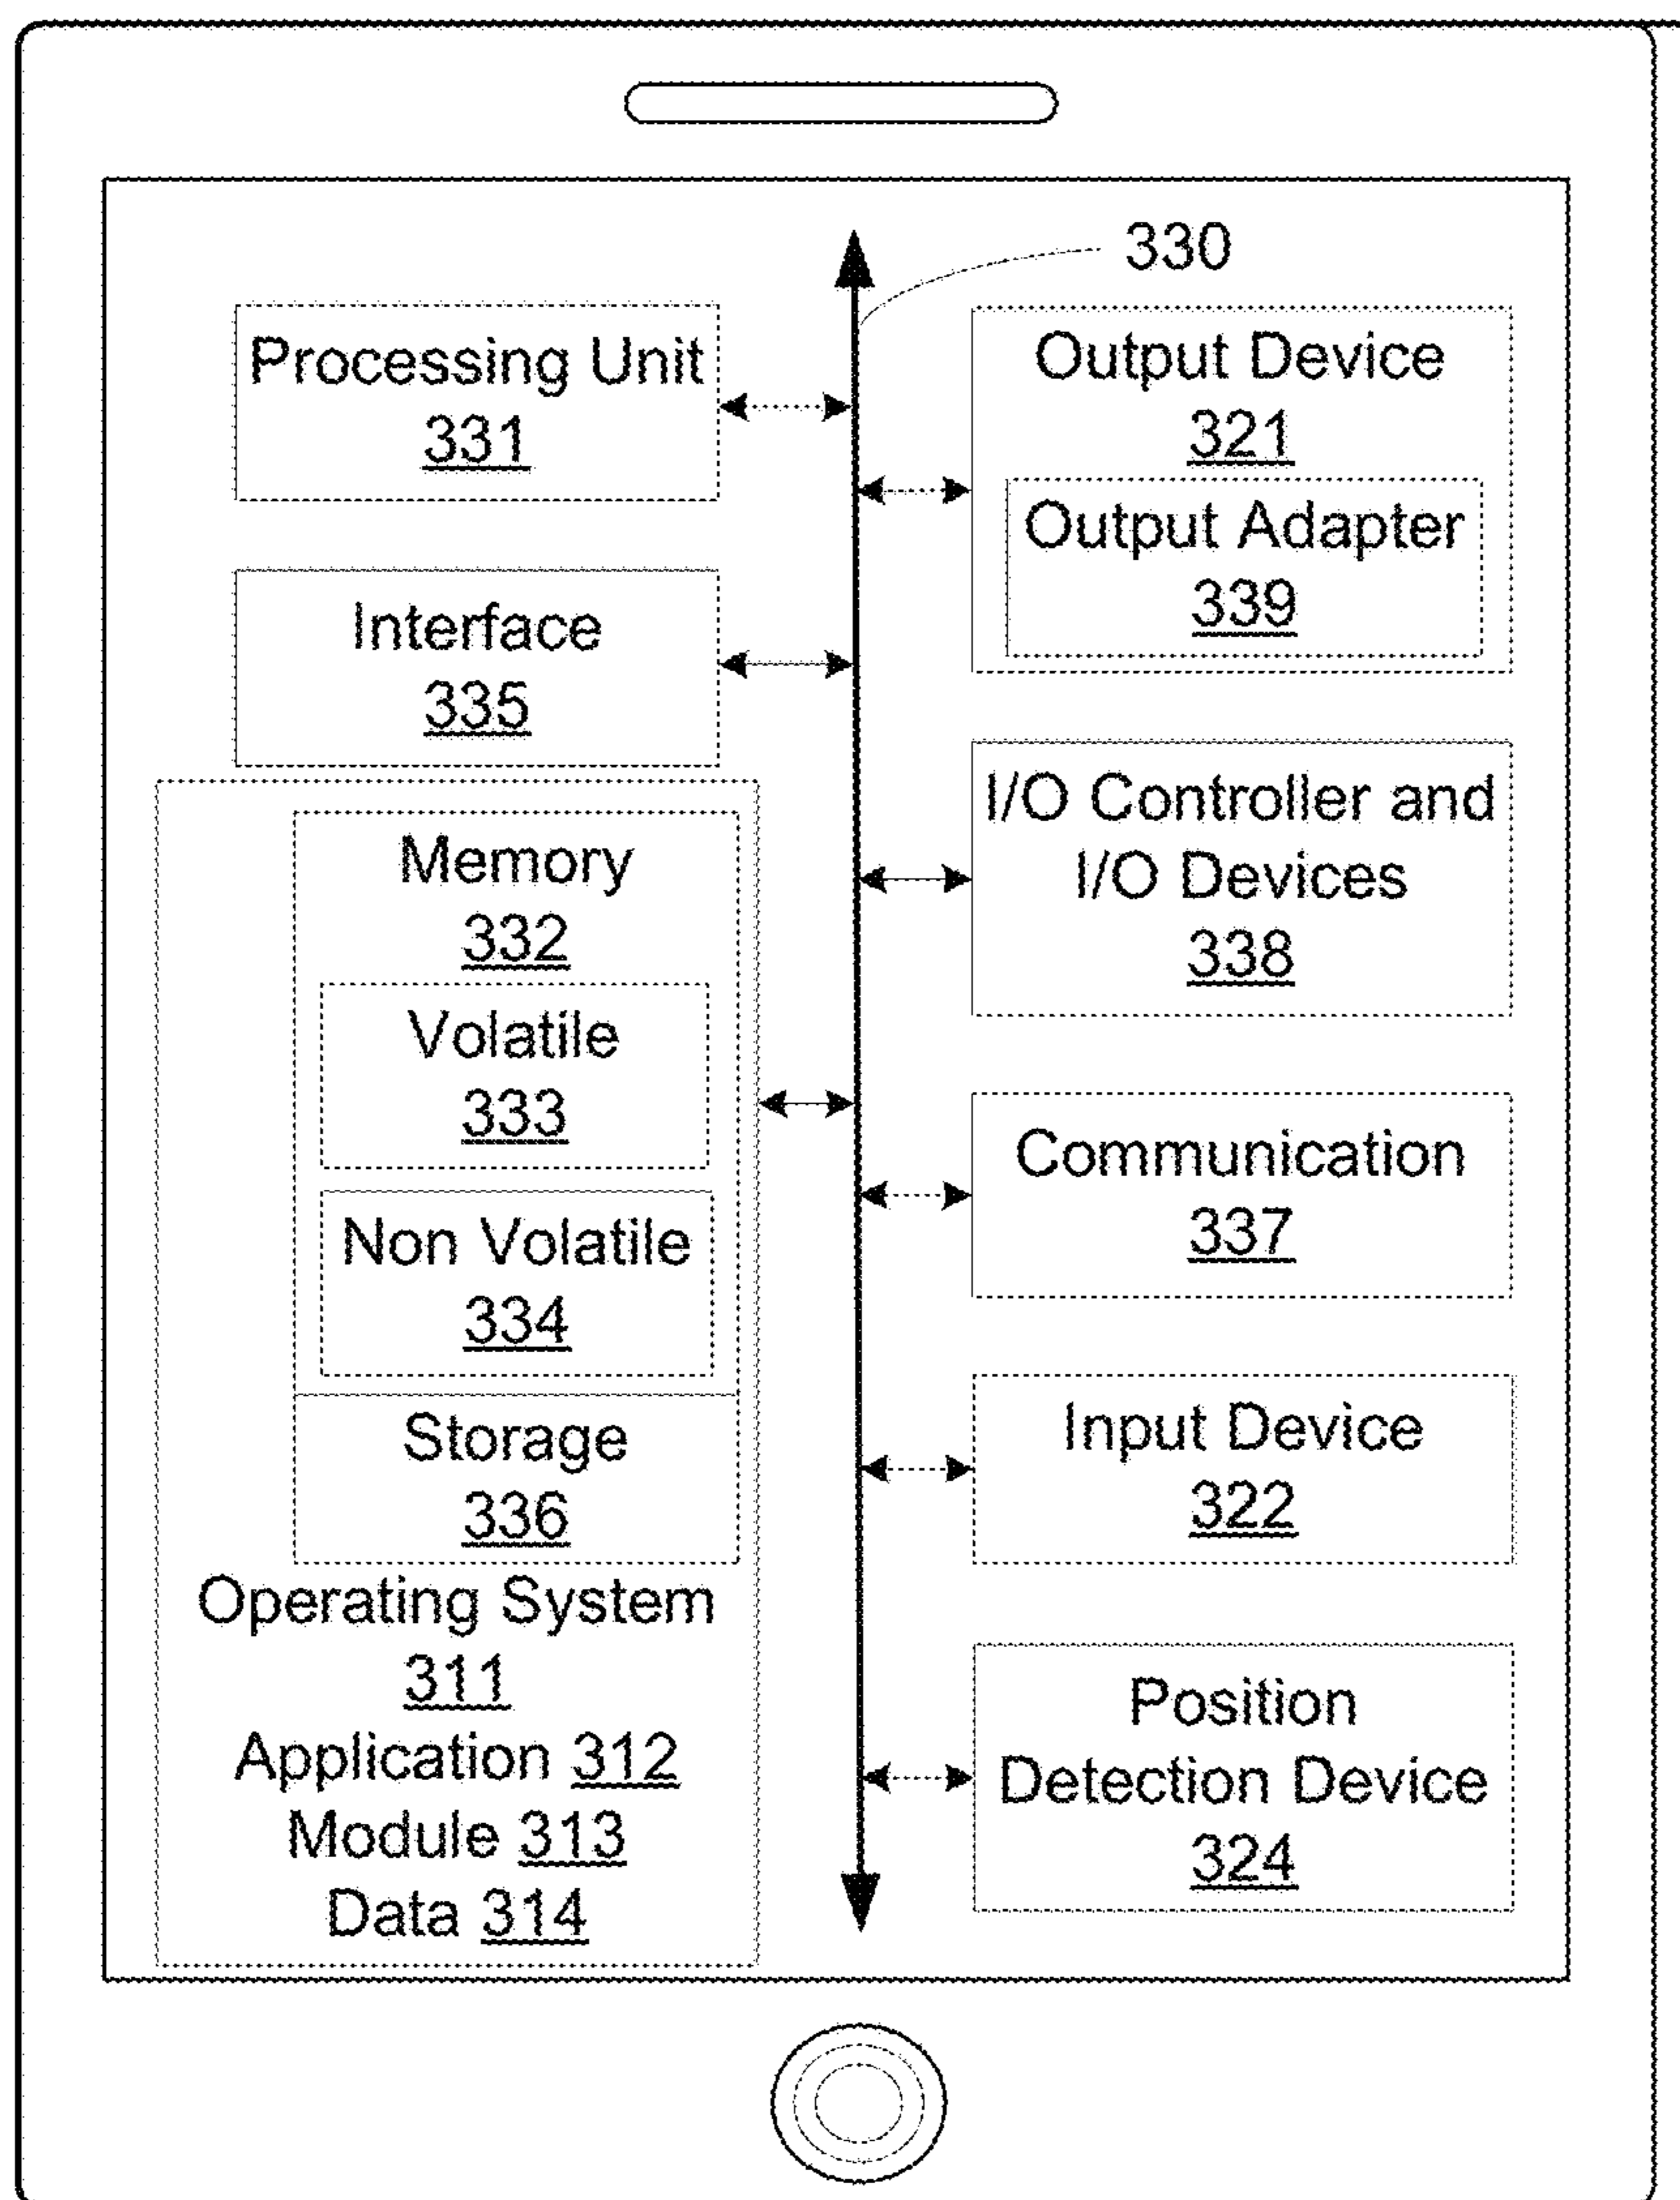 330
Processing Unit
331
Interface
335
Memory
332
Volatile
333
Non Volatile
334
Storage
336
Operating System
311
Application 312
Module 313
Data 314
Output Device
321
Output Adapter
339
I/O Controller and
I/O Devices
338
Communication
337
Input Device
322
Position
Detection Device
324